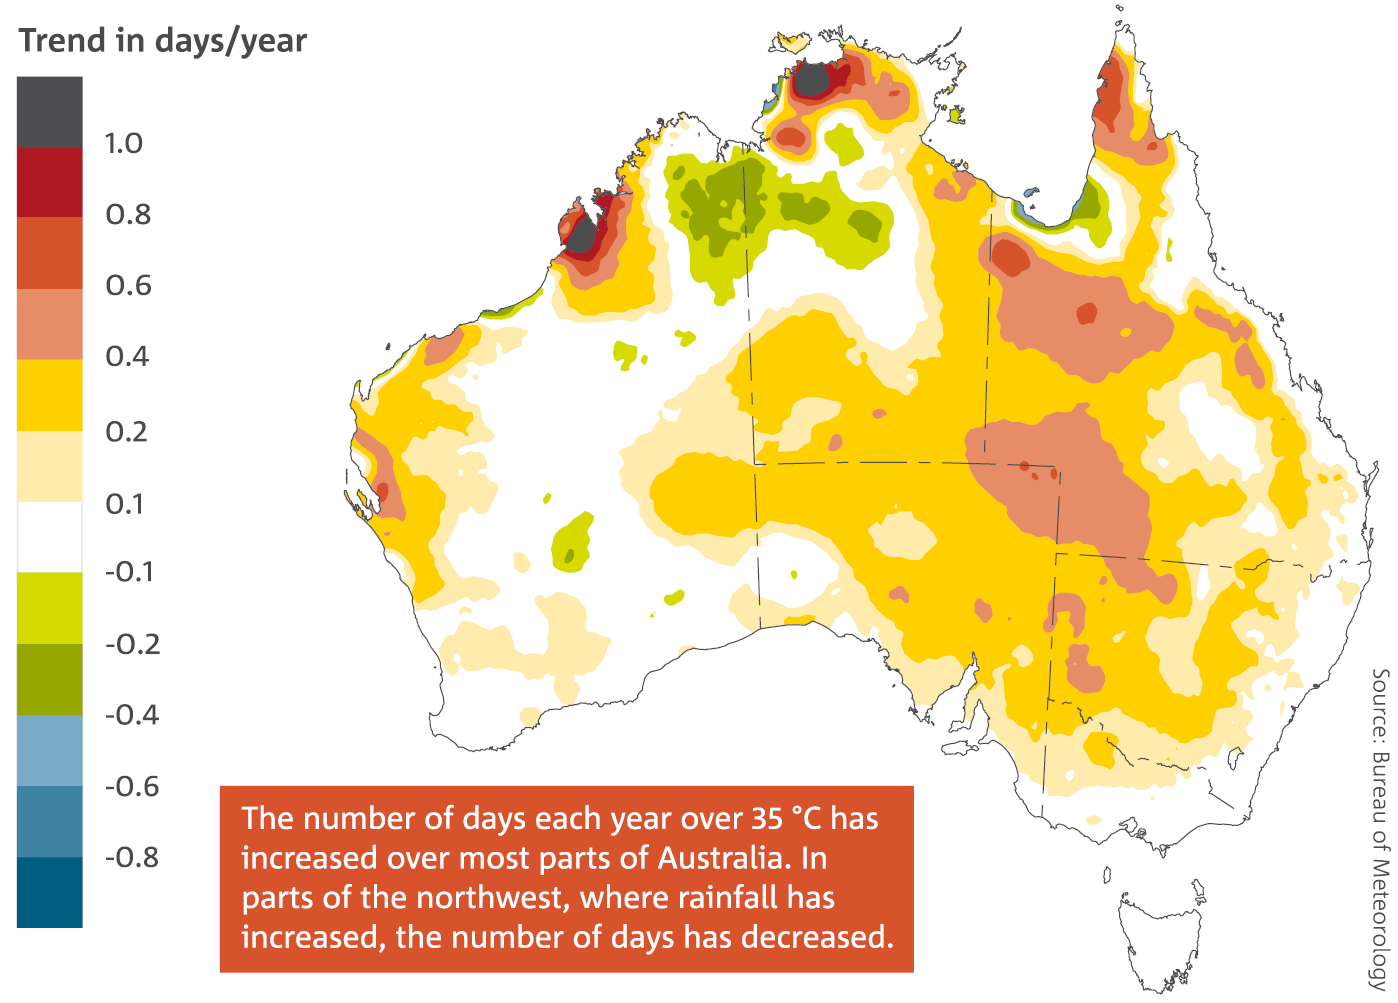 Trend in days/year
1.0
0.8
0.6
0.4
0.2
0.1
-0.1
-0.2
-0.4
-0.6
-0.8
The number of days each year over 35 °C has
increased over most parts of Australia. In
parts of the northwest, where rainfall has
increased, the number of days has decreased.
Source: Bureau of Meteorology